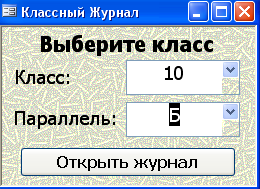 Классный Журнал
Выберите класс
Класс: 10
Параллель: Б
Открыть журнал